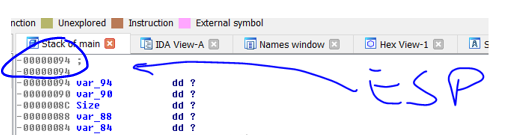 nction Unexplored Instruction External symbol
Stack of main IDA View-A Names window Hex View-1 S
-00000094 ;
-00000094
-00000094 var_94 dd ?
-00000090 var_90 dd ?
-0000008C Size dd ?
-00000088 var_88 dd ?
-00000084 var_84 dd ?
ESP